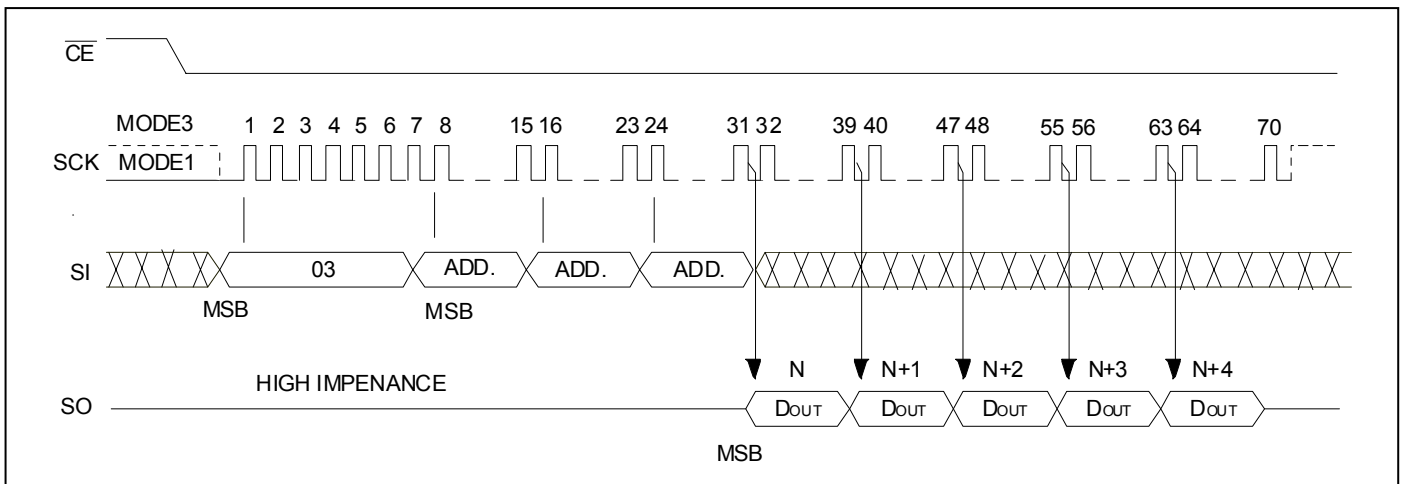 CE
MODE3 1 2 3 4 5 6 7 8 15 16 23 24 31 32 39 40 47 48 55 56 63 64 70
SCK MODE1
SI 03 ADD. ADD. ADD.
MSB MSB
HIGH IMPENANCE N N+1 N+2 N+3 N+4
SO DOUT DOUT DOUT DOUT DOUT
MSB